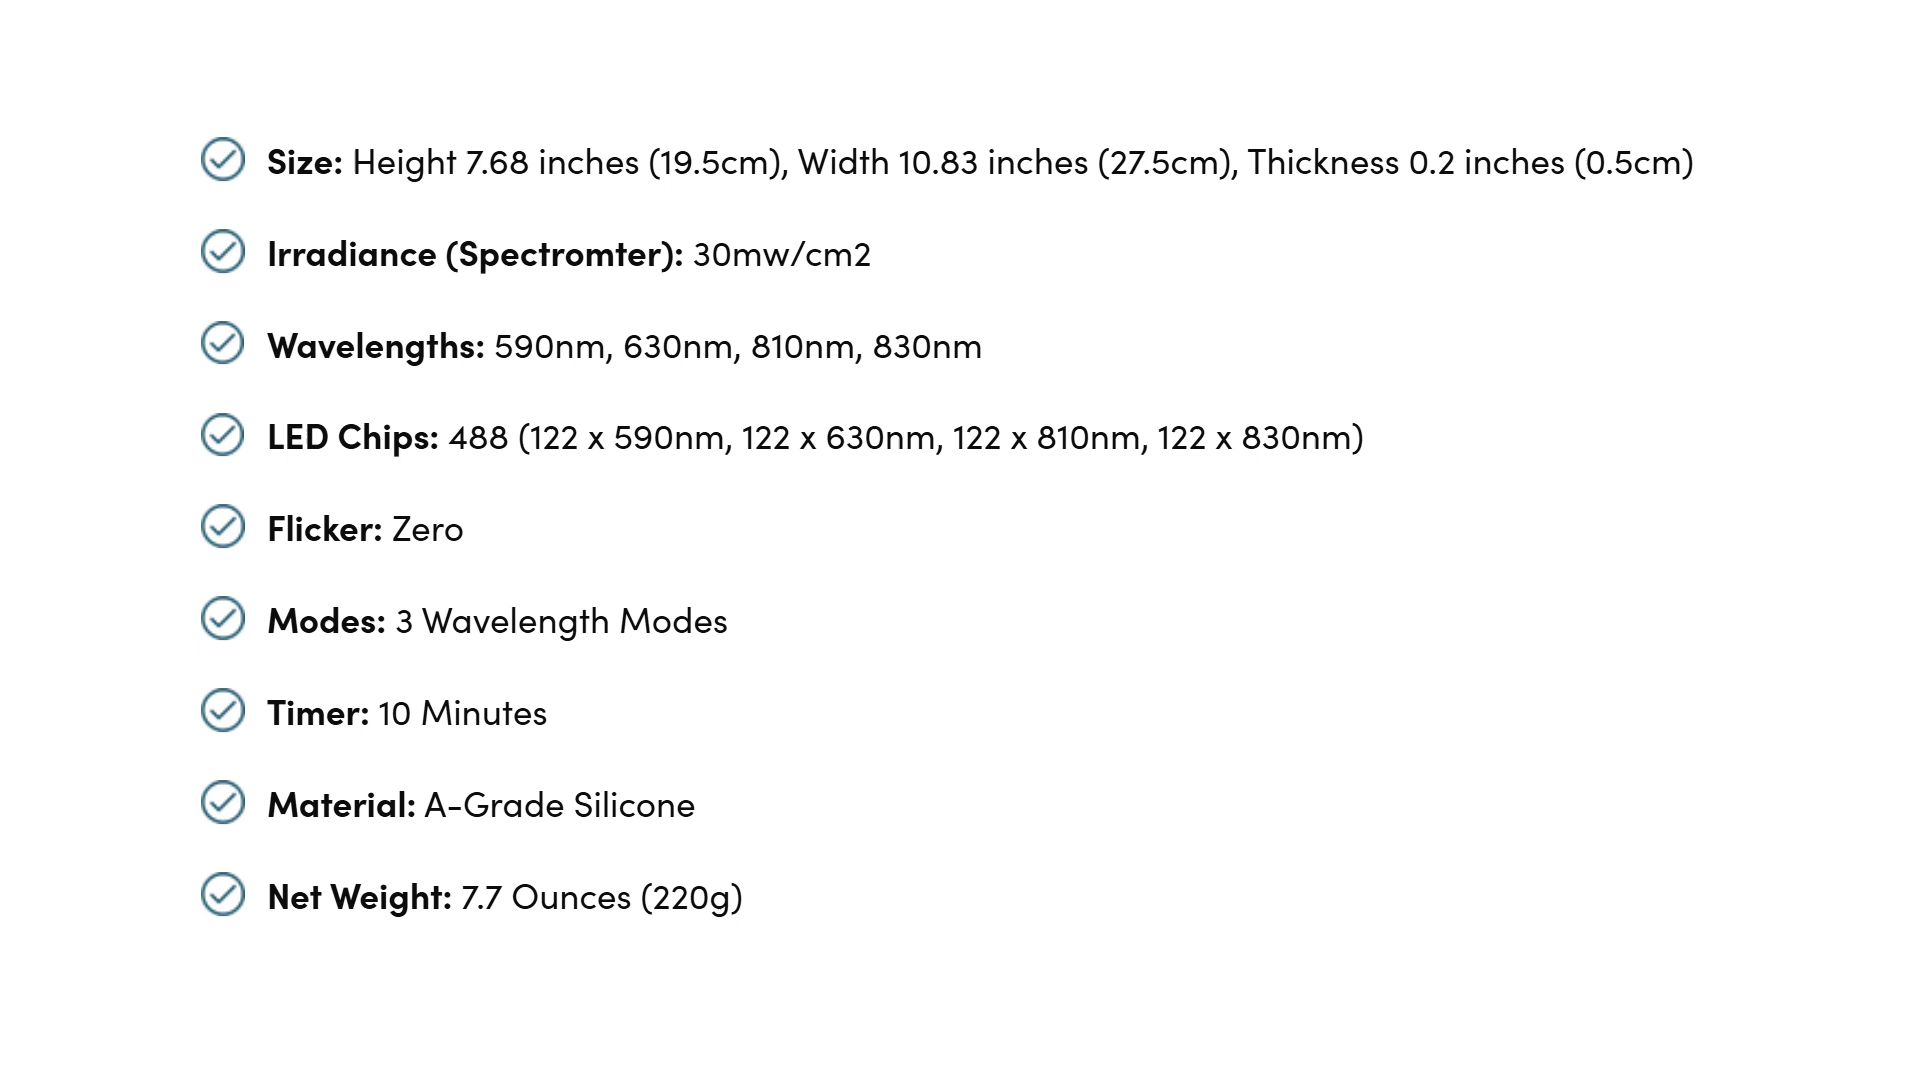 Size: Height 7.68 inches (19.5cm), Width 10.83 inches (27.5cm), Thickness 0.2 inches (0.5cm)
Irradiance (Spectromter): 30mw/cm2
Wavelengths: 590nm, 630nm, 810nm, 830nm
LED Chips: 488 (122 x 590nm, 122 x 630nm, 122 x 810nm, 122 x 830nm)
Flicker: Zero
Modes: 3 Wavelength Modes
Timer: 10 Minutes
Material: A-Grade Silicone
Net Weight: 7.7 Ounces (220g)